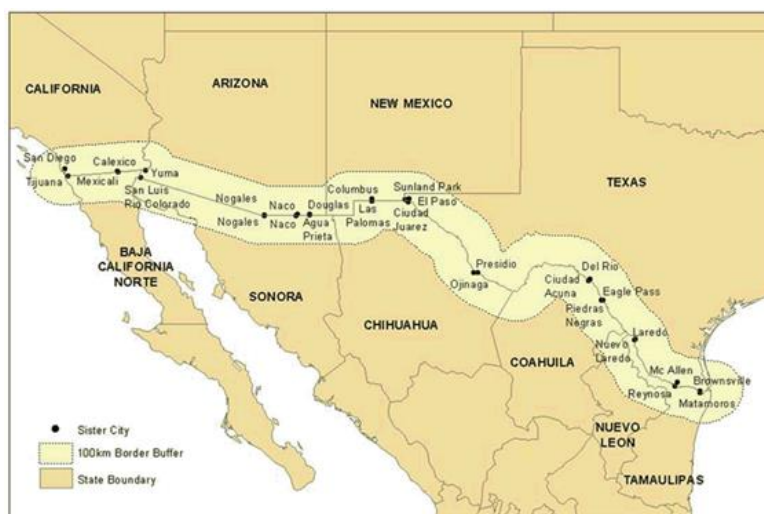 CALIFORNIA
ARIZONA
NEW MEXICO
TEXAS
San Diego
Calexico
Yuma
Tijuana
Mexicali
San Luis
Rio Colorado
Nogales
Naco
Douglas
Columbus
Sunland Park
El Paso
Nogales
Naco
Agua
Prieta
Las
Palomas
Ciudad
Juarez
BAJA
CALIFORNIA
NORTE
SONORA
CHIHUAHUA
Presidio
Ojinaga
Del Rio
Ciudad
Acuna
Eagle Pass
Piedras
Negras
COAHUILA
Laredo
Nuevo
Laredo
Mc Allen
Brownsville
Reynosa
Matamoros
NUEVO
LEON
TAMAULIPAS
Sister City
100km Border Buffer
State Boundary